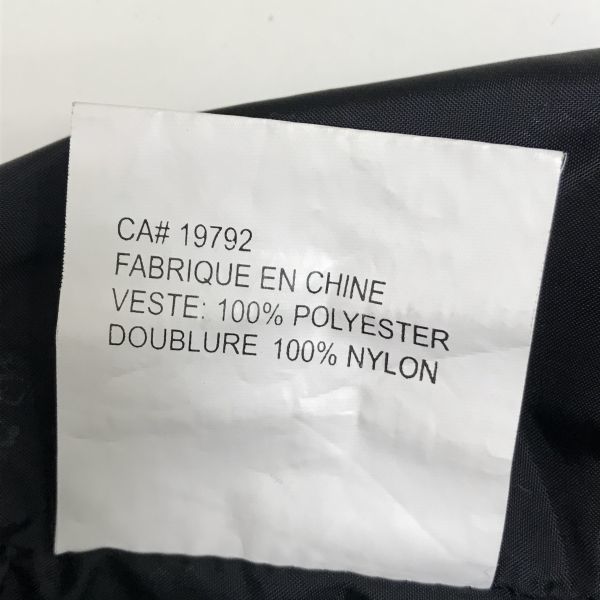 CA# 19792
FABRIQUE EN CHINE
VESTE: 100% POLYESTER
DOUBLURE 100% NYLON